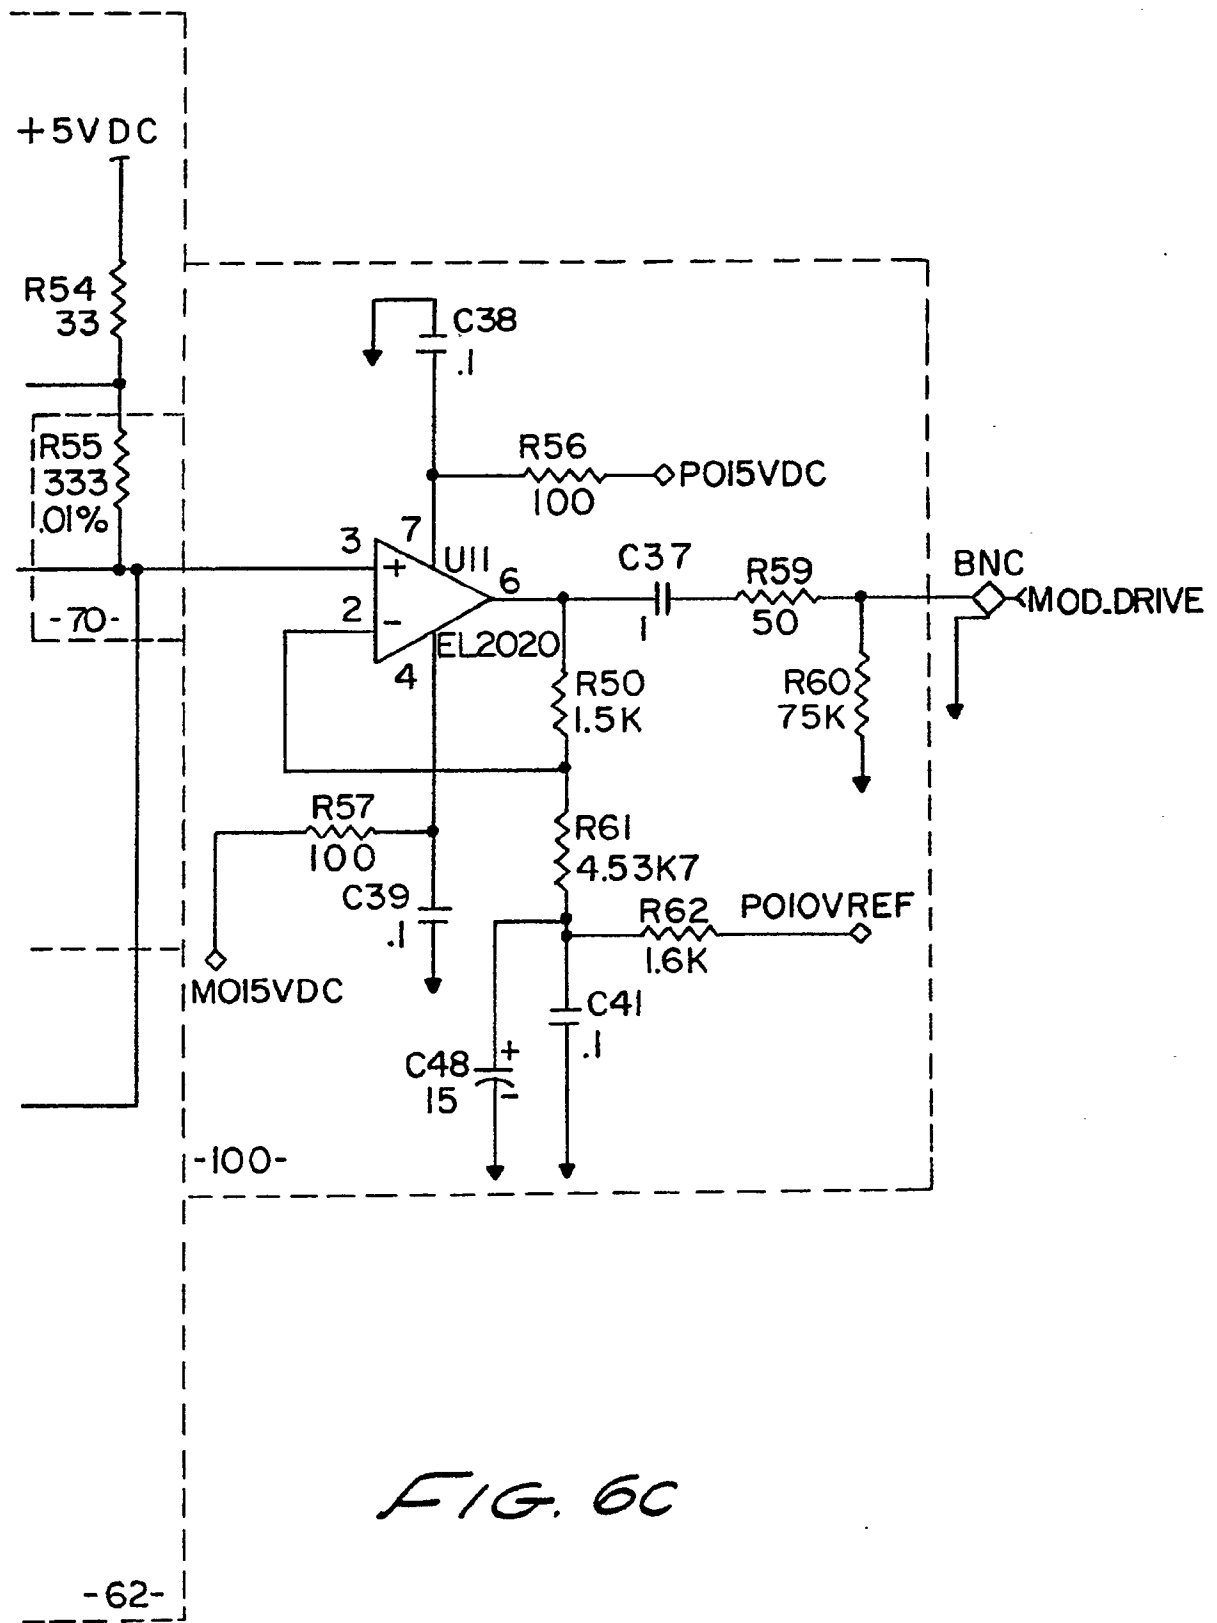 +5VDC
R54
33
C38
.1
R55
333
.01%
R56
100
PO15VDC
3
7
U11
+
6
C37
1
R59
50
BNC
MOD_DRIVE
-70-
2
-
EL2020
4
R50
1.5K
R60
75K
R57
100
R61
4.53K7
C39
.1
R62
1.6K
PO10VREF
MO15VDC
C41
.1
C48
15
+
-
-100-
FIG. 6C
-62-